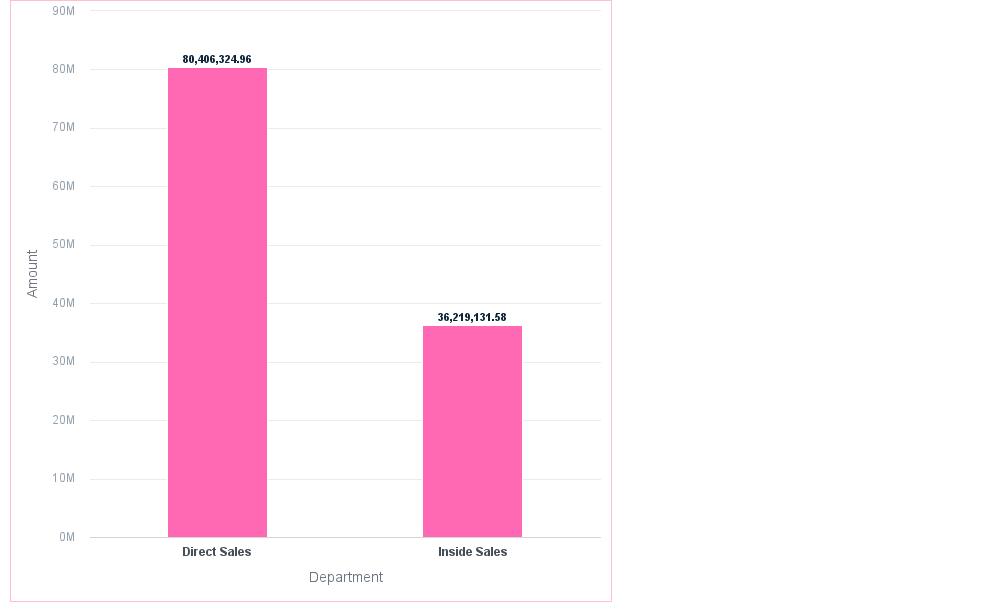 90M
80,406,324.96
80M
70M
60M
50M
Amount
40M
36,219,131.58
30M
20M
10M
0M
Direct Sales
Inside Sales
Department